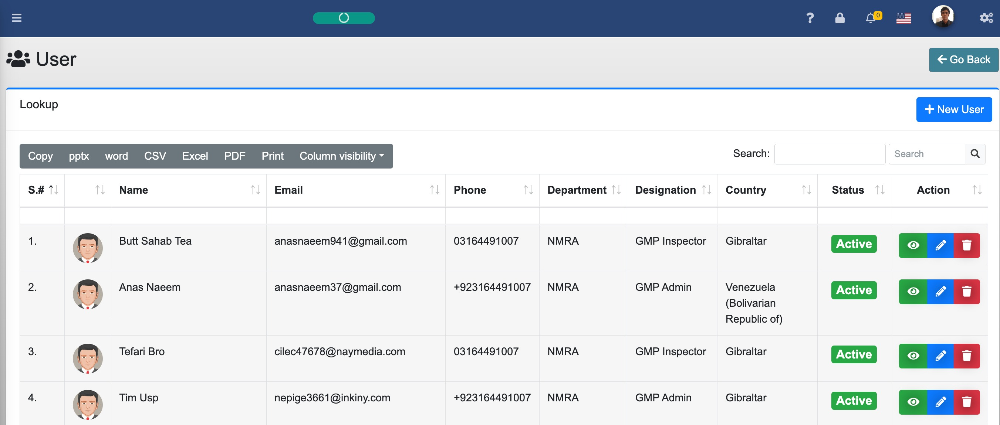 0
User
Go Back
Lookup
New User
Copy pptx word CSV Excel PDF Print Column visibility
Search: Search
S.# Name Email Phone Department Designation Country Status Action
1. Butt Sahab Tea anasnaeem941@gmail.com 03164491007 NMRA GMP Inspector Gibraltar Active
2. Anas Naeem anasnaeem37@gmail.com +923164491007 NMRA GMP Admin Venezuela Active
(Bolivarian
Republic of)
3. Tefari Bro cilec47678@naymedia.com 03164491007 NMRA GMP Inspector Gibraltar Active
4. Tim Usp nepige3661@inkiny.com +923164491007 NMRA GMP Admin Gibraltar Active